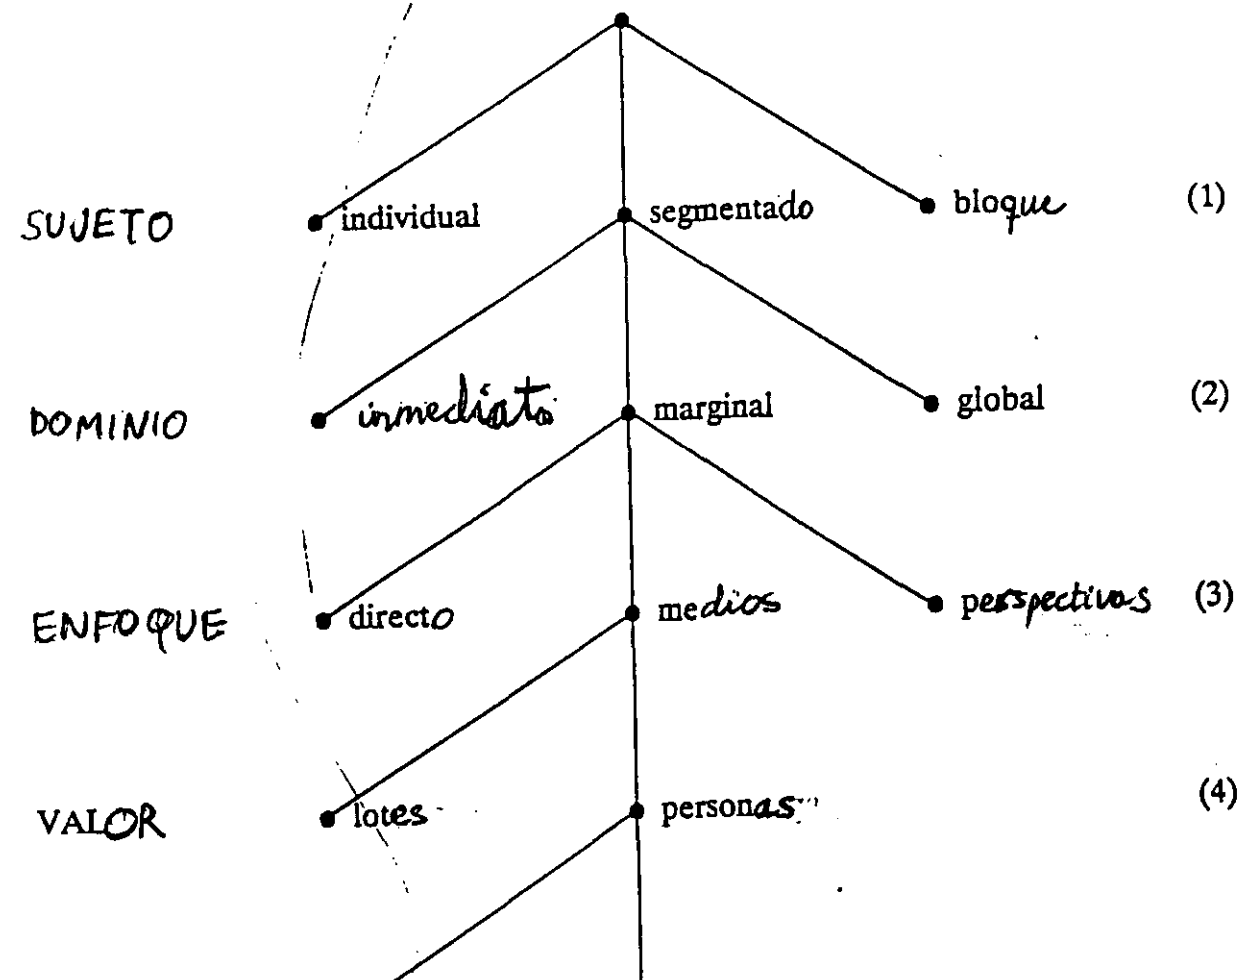 SUJETO individual segmentado bloque (1)
DOMINIO inmediato marginal global (2)
ENFOQUE directo medios perspectivas (3)
VALOR lotes personas (4)